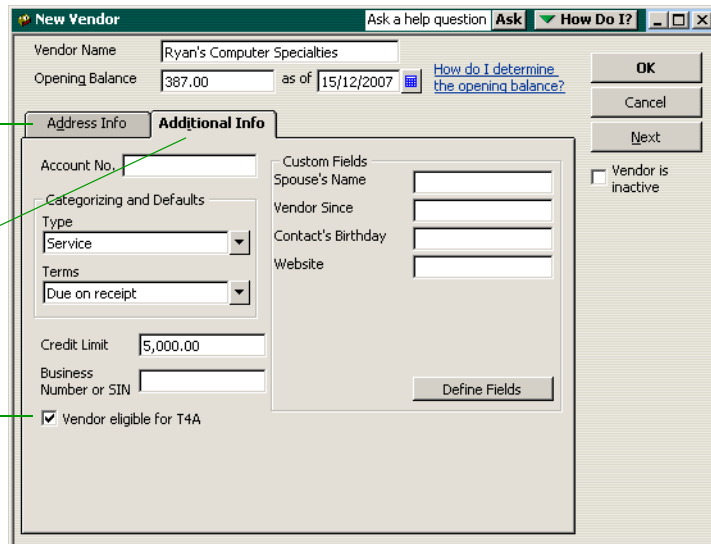 New Vendor
Ask a help question Ask How Do I?
Vendor Name Ryan's Computer Specialties
Opening Balance 387.00 as of 15/12/2007
How do I determine
the opening balance?
OK
Cancel
Next
Vendor is
inactive
Address Info
Additional Info
Account No.
Categorizing and Defaults
Type
Service
Terms
Due on receipt
Credit Limit 5,000.00
Business
Number or SIN
Vendor eligible for T4A
Custom Fields
Spouse's Name
Vendor Since
Contact's Birthday
Website
Define Fields